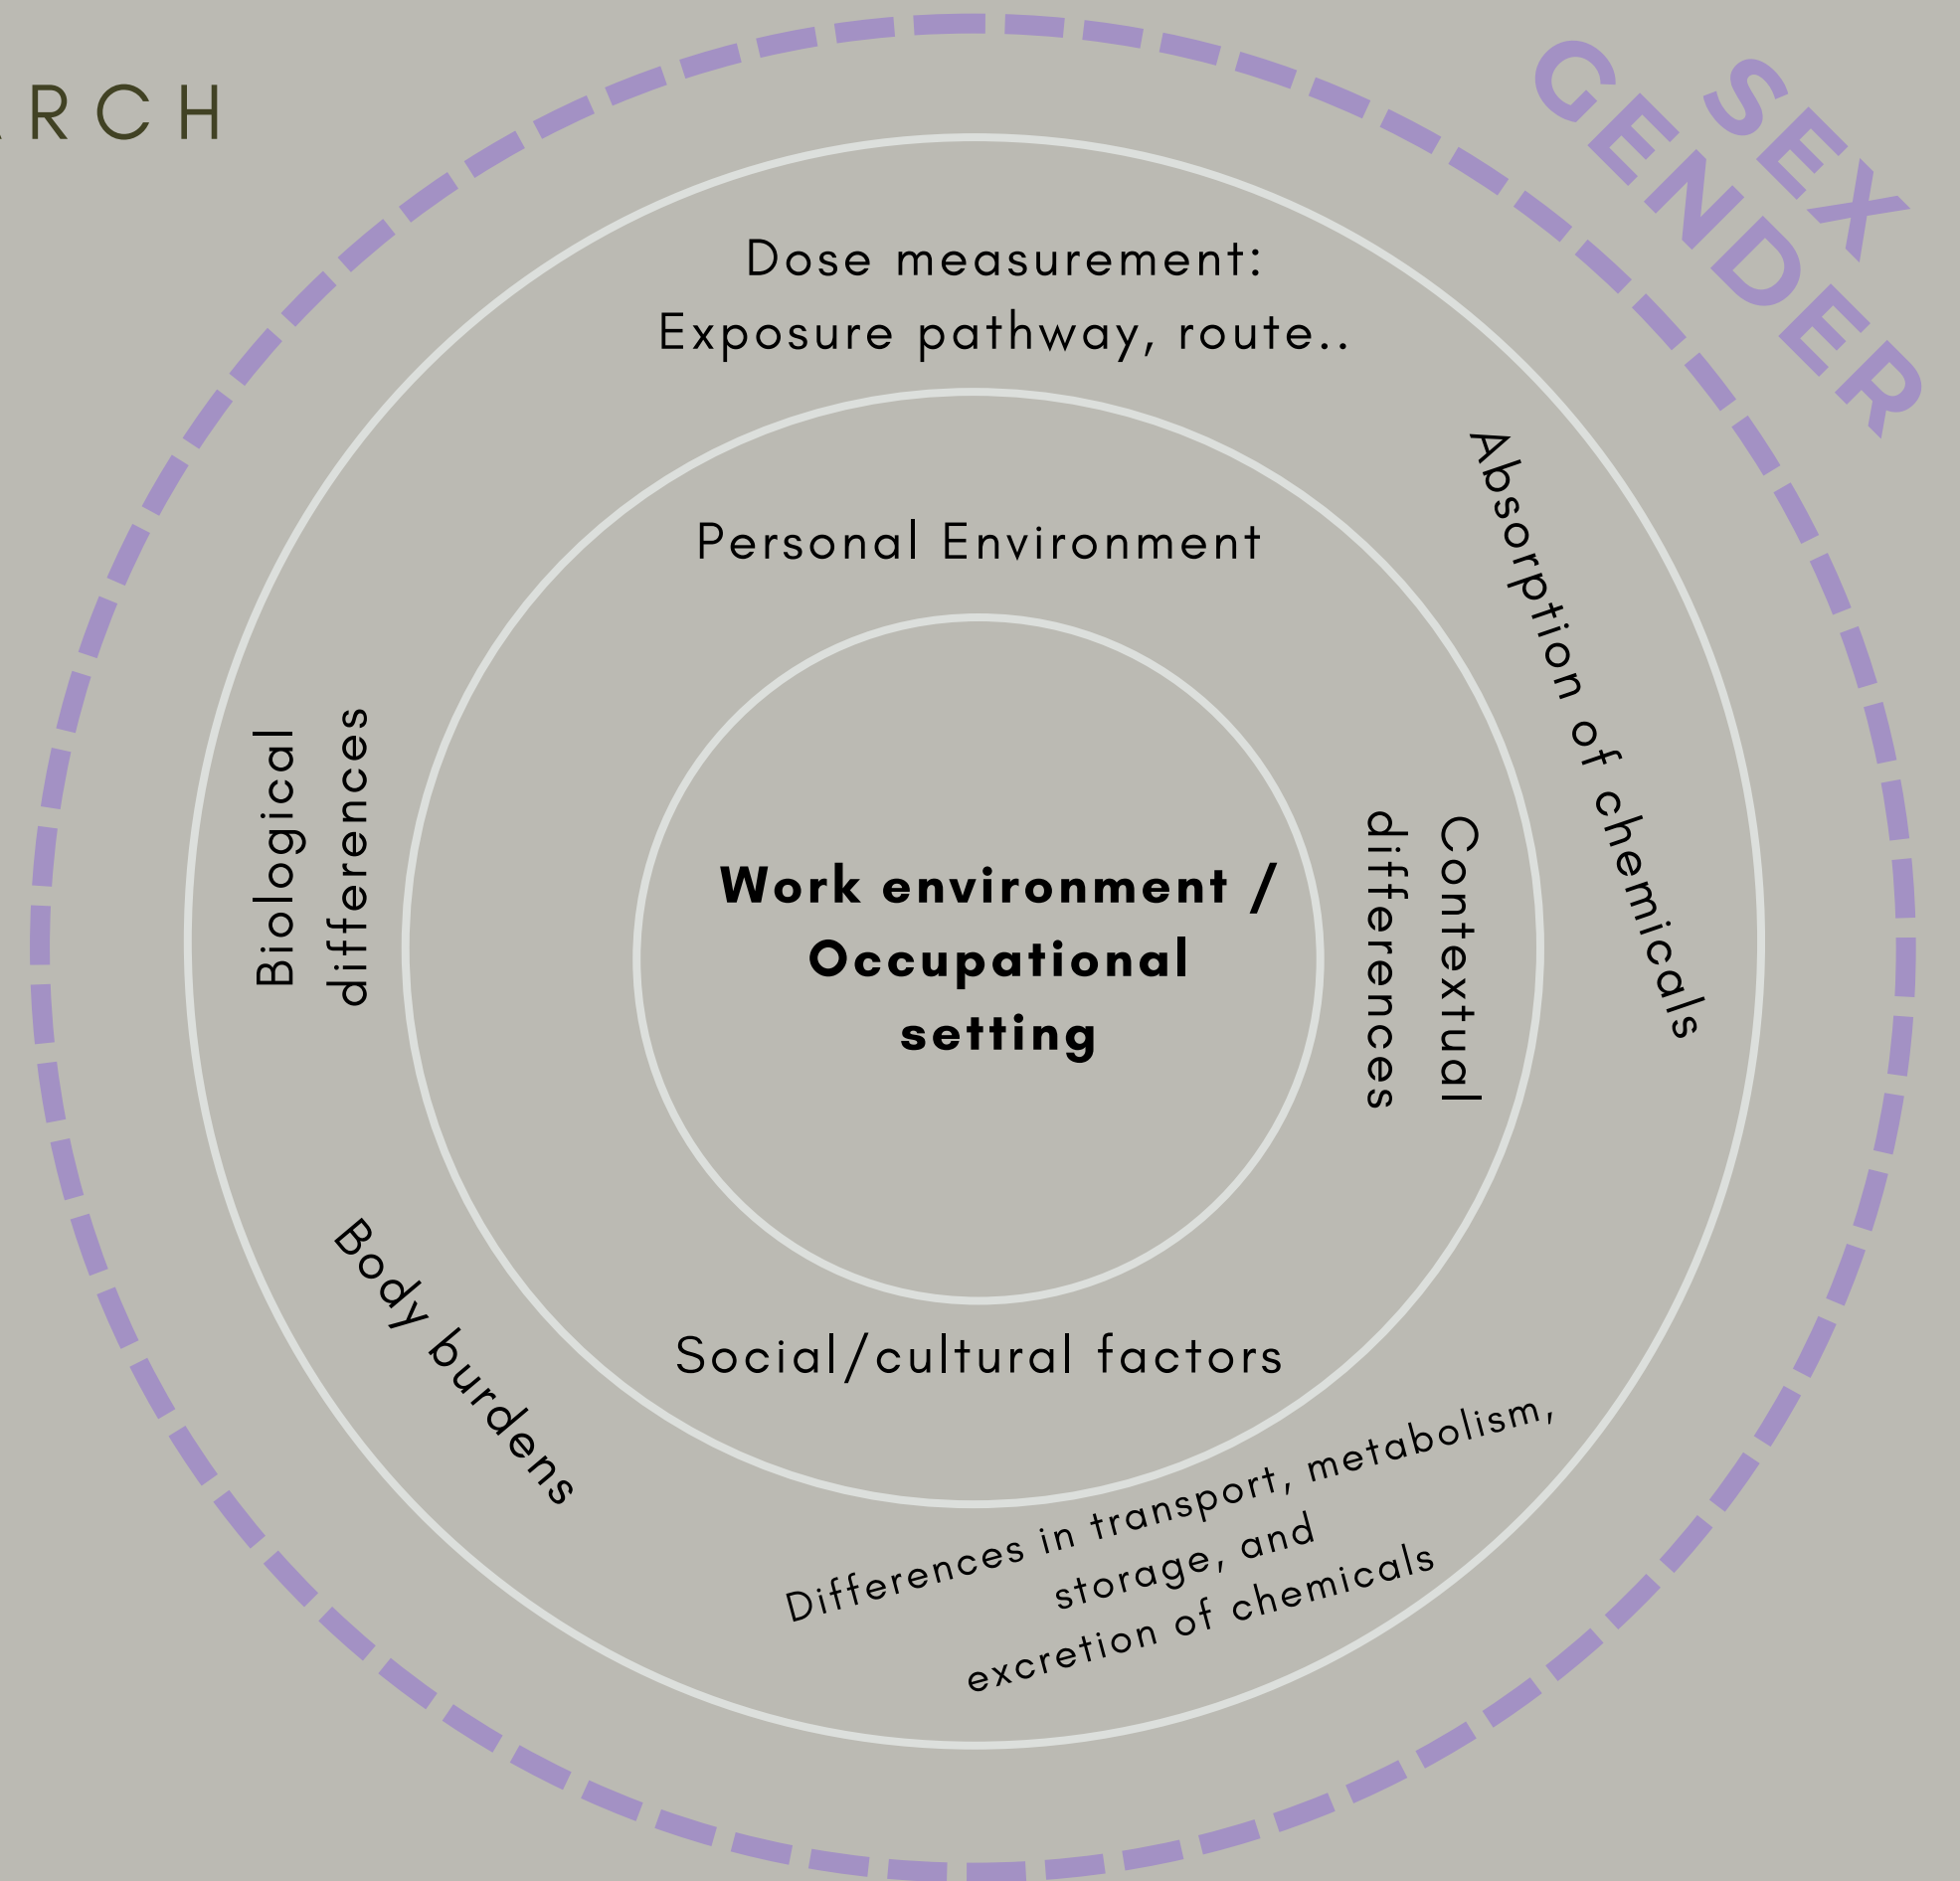 RCH
SEX
GENDER
Dose measurement:
Exposure pathway, route..
Absorption of chemicals
Personal Environment
Biological
differences
Contextual
differences
Work environment /
Occupational
setting
Body burdens
Social/cultural factors
Differences in transport, metabolism,
storage, and
excretion of chemicals